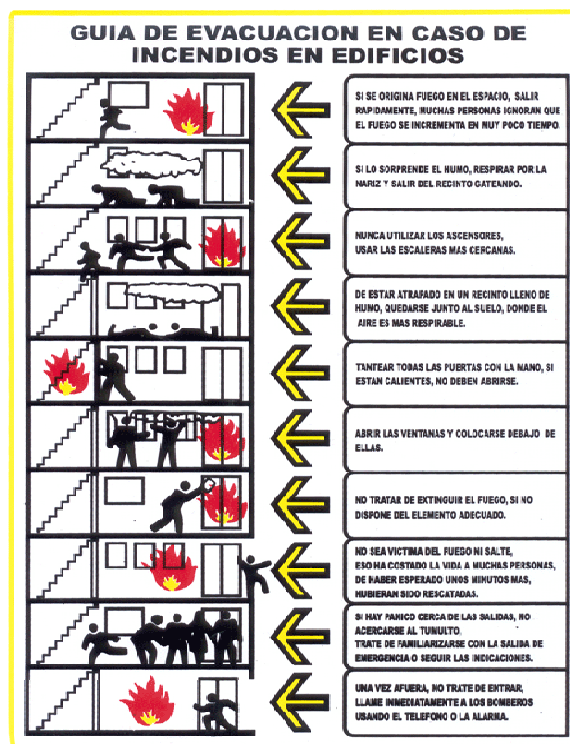 GUIA DE EVACUACION EN CASO DE
INCENDIOS EN EDIFICIOS
SI SE ORIGINA FUEGO EN EL ESPACIO, SALIR
RAPIDAMENTE, MUCHAS PERSONAS IGNORAN QUE
EL FUEGO SE INCREMENTA EN MUY POCO TIEMPO.
SI LO SORPRENDE EL HUMO, RESPIRAR POR LA
NARIZ Y SALIR DEL RECINTO GATEANDO.
NUNCA UTILIZAR LOS ASCENSORES,
USAR LAS ESCALERAS MAS CERCANAS.
DE ESTAR ATRAPADO EN UN RECINTO LLENO DE
HUMO, QUEDARSE JUNTO AL SUELO, DONDE EL
AIRE ES MAS RESPIRABLE.
TANTEAR TODAS LAS PUERTAS CON LA MANO, SI
ESTAN CALIENTES, NO DEBEN ABRIRSE.
ABRIR LAS VENTANAS Y COLOCARSE DEBAJO DE
ELLAS.
NO TRATAR DE EXTINGUIR EL FUEGO, SI NO
DISPONE DEL ELEMENTO ADECUADO.
NO SEA VICTIMA DEL FUEGO NI SALTE,
ESO HA COSTADO LA VIDA A MUCHAS PERSONAS,
DE HABER ESPERADO UNOS MINUTOS MAS,
HUBIERAN SIDO RESCATADAS.
SI HAY PANICO CERCA DE LAS SALIDAS, NO
ACERCARSE AL TUMULTO.
TRATE DE FAMILIARIZARSE CON LA SALIDA DE
EMERGENCIA O SEGUIR LAS INDICACIONES.
UNA VEZ AFUERA, NO TRATE DE ENTRAR,
LLAME INMEDIATAMENTE A LOS BOMBEROS
USANDO EL TELEFONO O LA ALARMA.